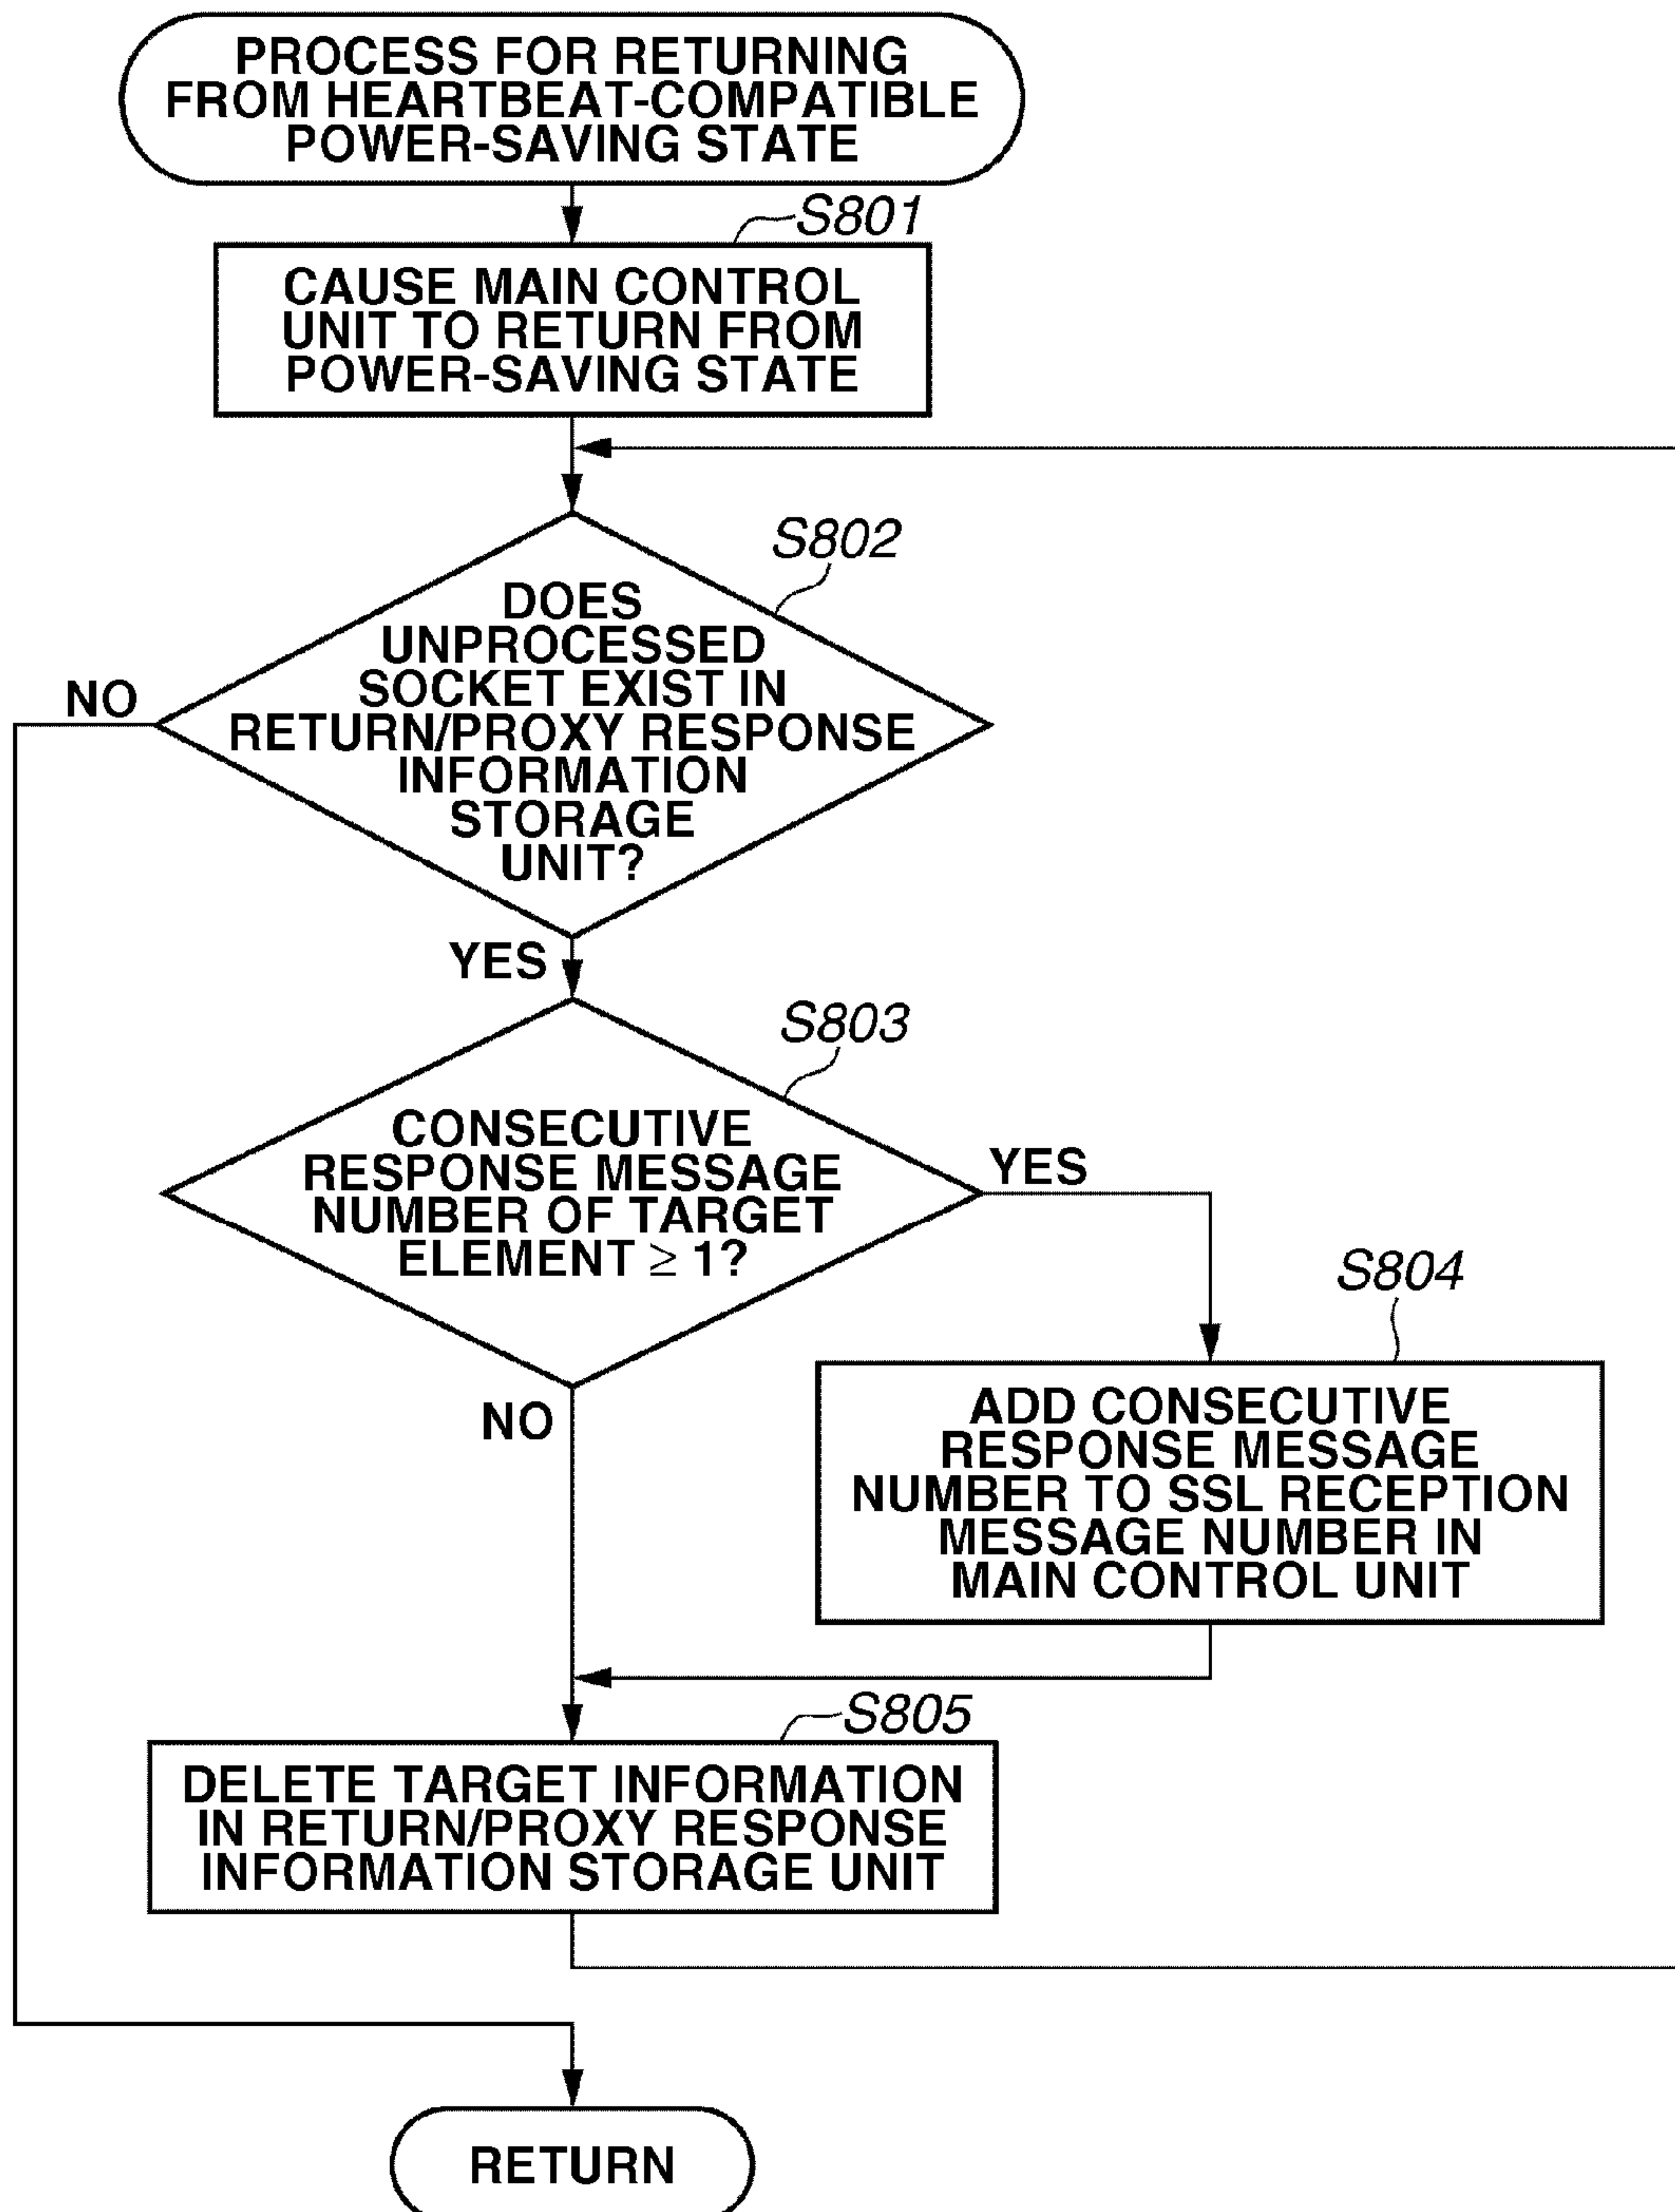 PROCESS FOR RETURNING
FROM HEARTBEAT-COMPATIBLE
POWER-SAVING STATE
S801
CAUSE MAIN CONTROL
UNIT TO RETURN FROM
POWER-SAVING STATE
S802
DOES
UNPROCESSED
SOCKET EXIST IN
RETURN/PROXY RESPONSE
INFORMATION
STORAGE
UNIT?
NO
YES
S803
CONSECUTIVE
RESPONSE MESSAGE
NUMBER OF TARGET
ELEMENT ≥ 1?
YES
NO
S804
ADD CONSECUTIVE
RESPONSE MESSAGE
NUMBER TO SSL RECEPTION
MESSAGE NUMBER IN
MAIN CONTROL UNIT
S805
DELETE TARGET INFORMATION
IN RETURN/PROXY RESPONSE
INFORMATION STORAGE UNIT
RETURN